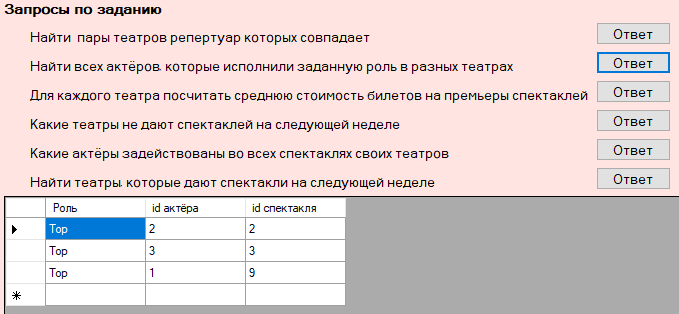 Запросы по заданию
Найти пары театров репертуар которых совпадает Ответ
Найти всех актёров, которые исполнили заданную роль в разных театрах Ответ
Для каждого театра посчитать среднюю стоимость билетов на премьеры спектаклей Ответ
Какие театры не дают спектаклей на следующей неделе Ответ
Какие актёры задействованы во всех спектаклях своих театров Ответ
Найти театры, которые дают спектакли на следующей неделе Ответ
Роль id актёра id спектакля
Тор 2 2
Тор 3 3
Тор 1 9